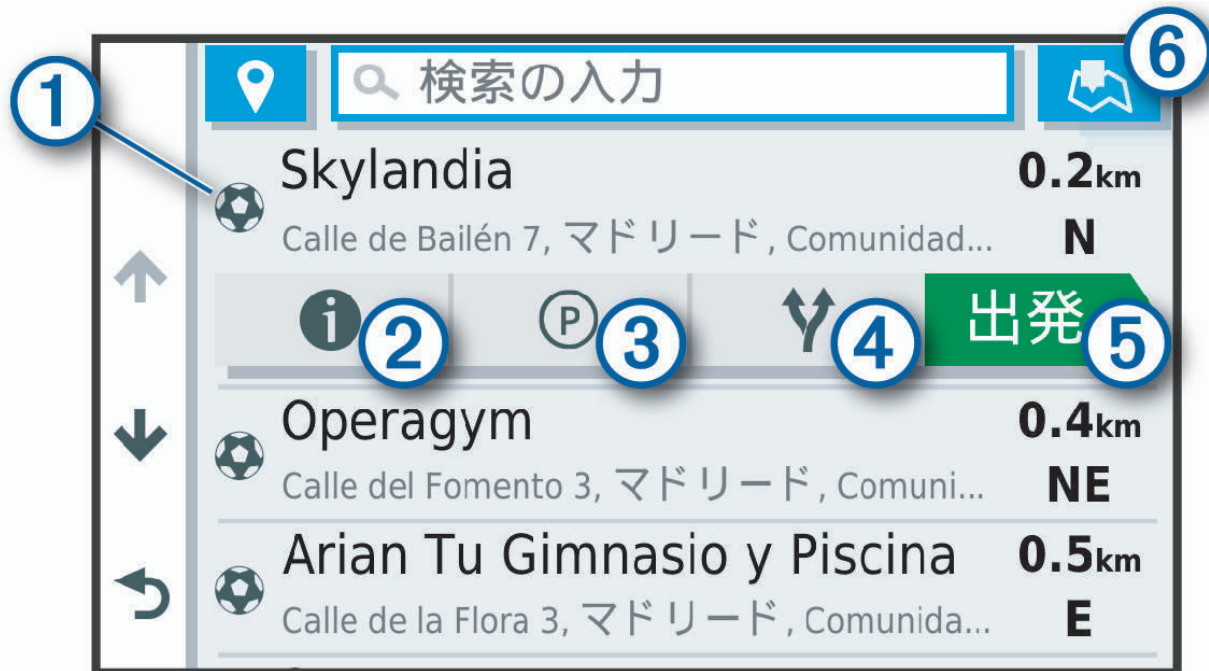 検索の入力
6
1
Skylandia 0.2km
Calle de Bailén 7, マドリード, Comunidad... N
i 2 P 3 4 出発 5
Operagym 0.4km
Calle del Fomento 3, マドリード, Comuni... NE
Arian Tu Gimnasio y Piscina 0.5km
Calle de la Flora 3, マドリード, Comunida... E